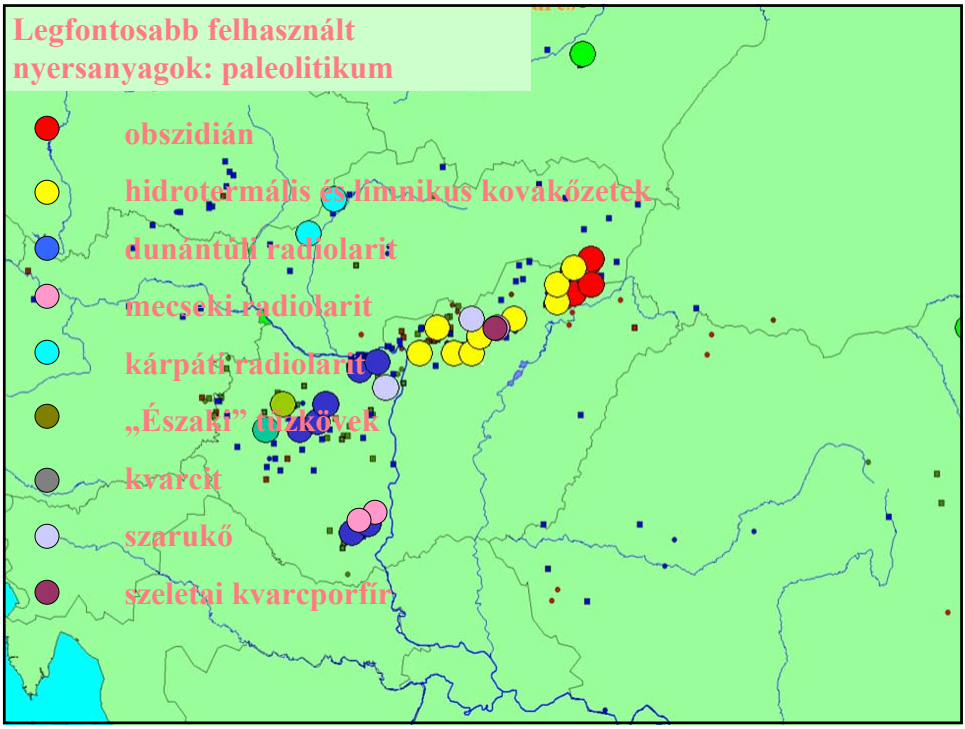 Legfontosabb felhasznált
nyersanyagok: paleolitikum
obszidián
hidrotermális és limnikus kovakőzetek
dunántúli radiolarit
mecseki radiolarit
kárpáti radiolarit
„Északi” tűzkövek
kvarcit
szarukő
szeletai kvarcporfír